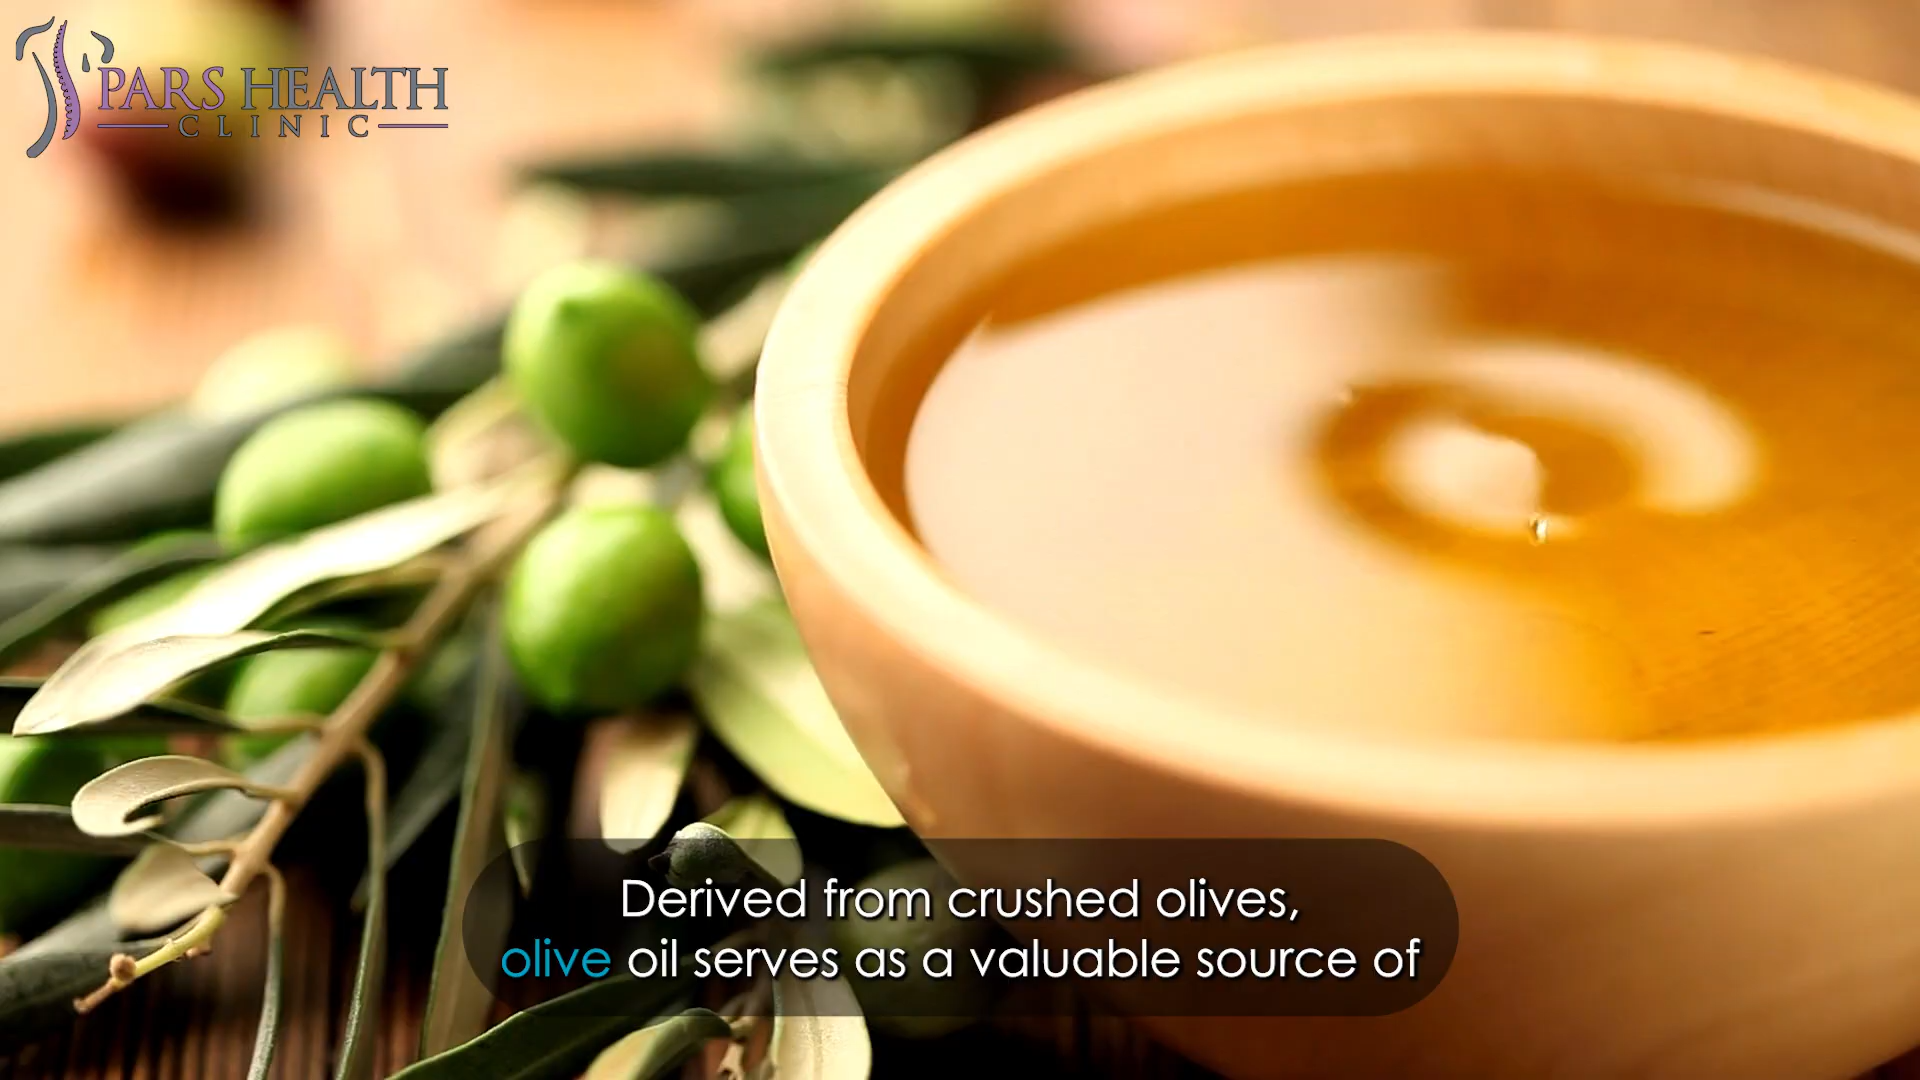 PARS HEALTH
CLINIC
Derived from crushed olives,
olive oil serves as a valuable source of